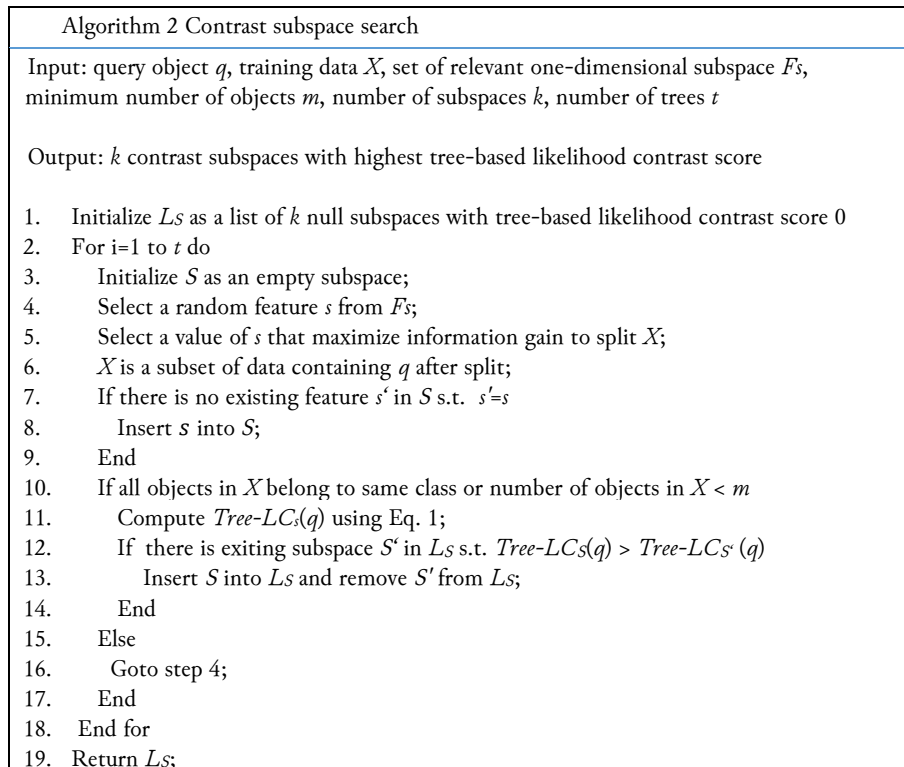 Algorithm 2 Contrast subspace search
Input: query object q, training data X, set of relevant one-dimensional subspace Fs,
minimum number of objects m, number of subspaces k, number of trees t
Output: k contrast subspaces with highest tree-based likelihood contrast score
1. Initialize Ls as a list of k null subspaces with tree-based likelihood contrast score 0
2. For i=1 to t do
3. Initialize S as an empty subspace;
4. Select a random feature s from Fs;
5. Select a value of s that maximize information gain to split X;
6. X is a subset of data containing q after split;
7. If there is no existing feature s‘ in S s.t. s'=s
8. Insert s into S;
9. End
10. If all objects in X belong to same class or number of objects in X < m
11. Compute Tree-LCs(q) using Eq. 1;
12. If there is exiting subspace S‘ in Ls s.t. Tree-LCS(q) > Tree-LCS‘ (q)
13. Insert S into Ls and remove S' from Ls;
14. End
15. Else
16. Goto step 4;
17. End
18. End for
19. Return Ls;